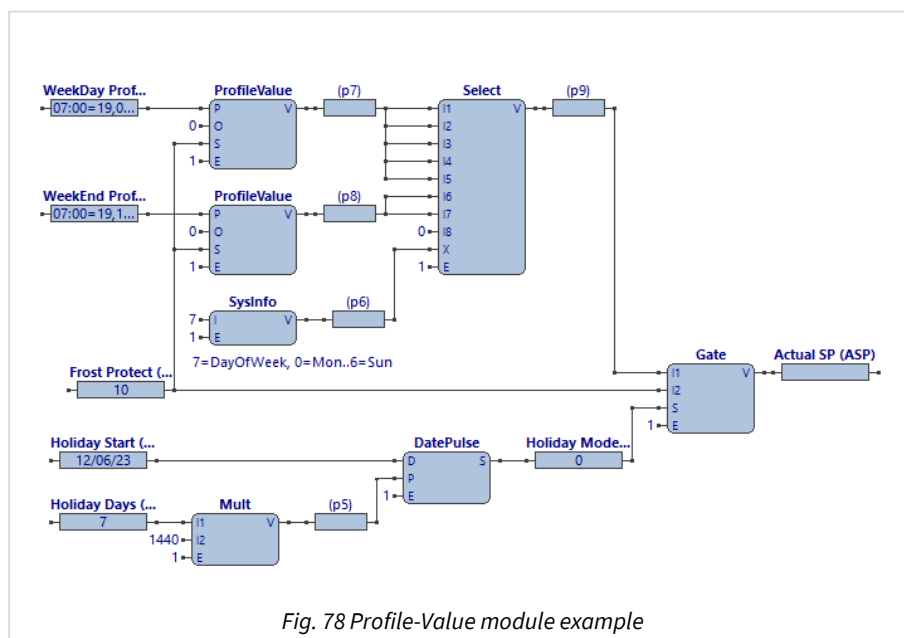 WeekDay Prof...
07:00=19,0...
ProfileValue
P V
0 O
S
1 E
(p7)
Select
I1 V
I2
I3
I4
I5
I6
I7
0 I8
X
1 E
(p9)
WeekEnd Prof...
07:00=19,1...
ProfileValue
P V
0 O
S
1 E
(p8)
SysInfo
7 I V
1 E
(p6)
7=DayOfWeek, 0=Mon..6=Sun
Frost Protect (...
10
Gate
I1 V
I2
S
1 E
Actual SP (ASP)
Holiday Start (...
12/06/23
DatePulse
D S
P
1 E
Holiday Mode...
0
Holiday Days (...
7
Mult
I1 V
1440 I2
1 E
(p5)
Fig. 78 Profile-Value module example